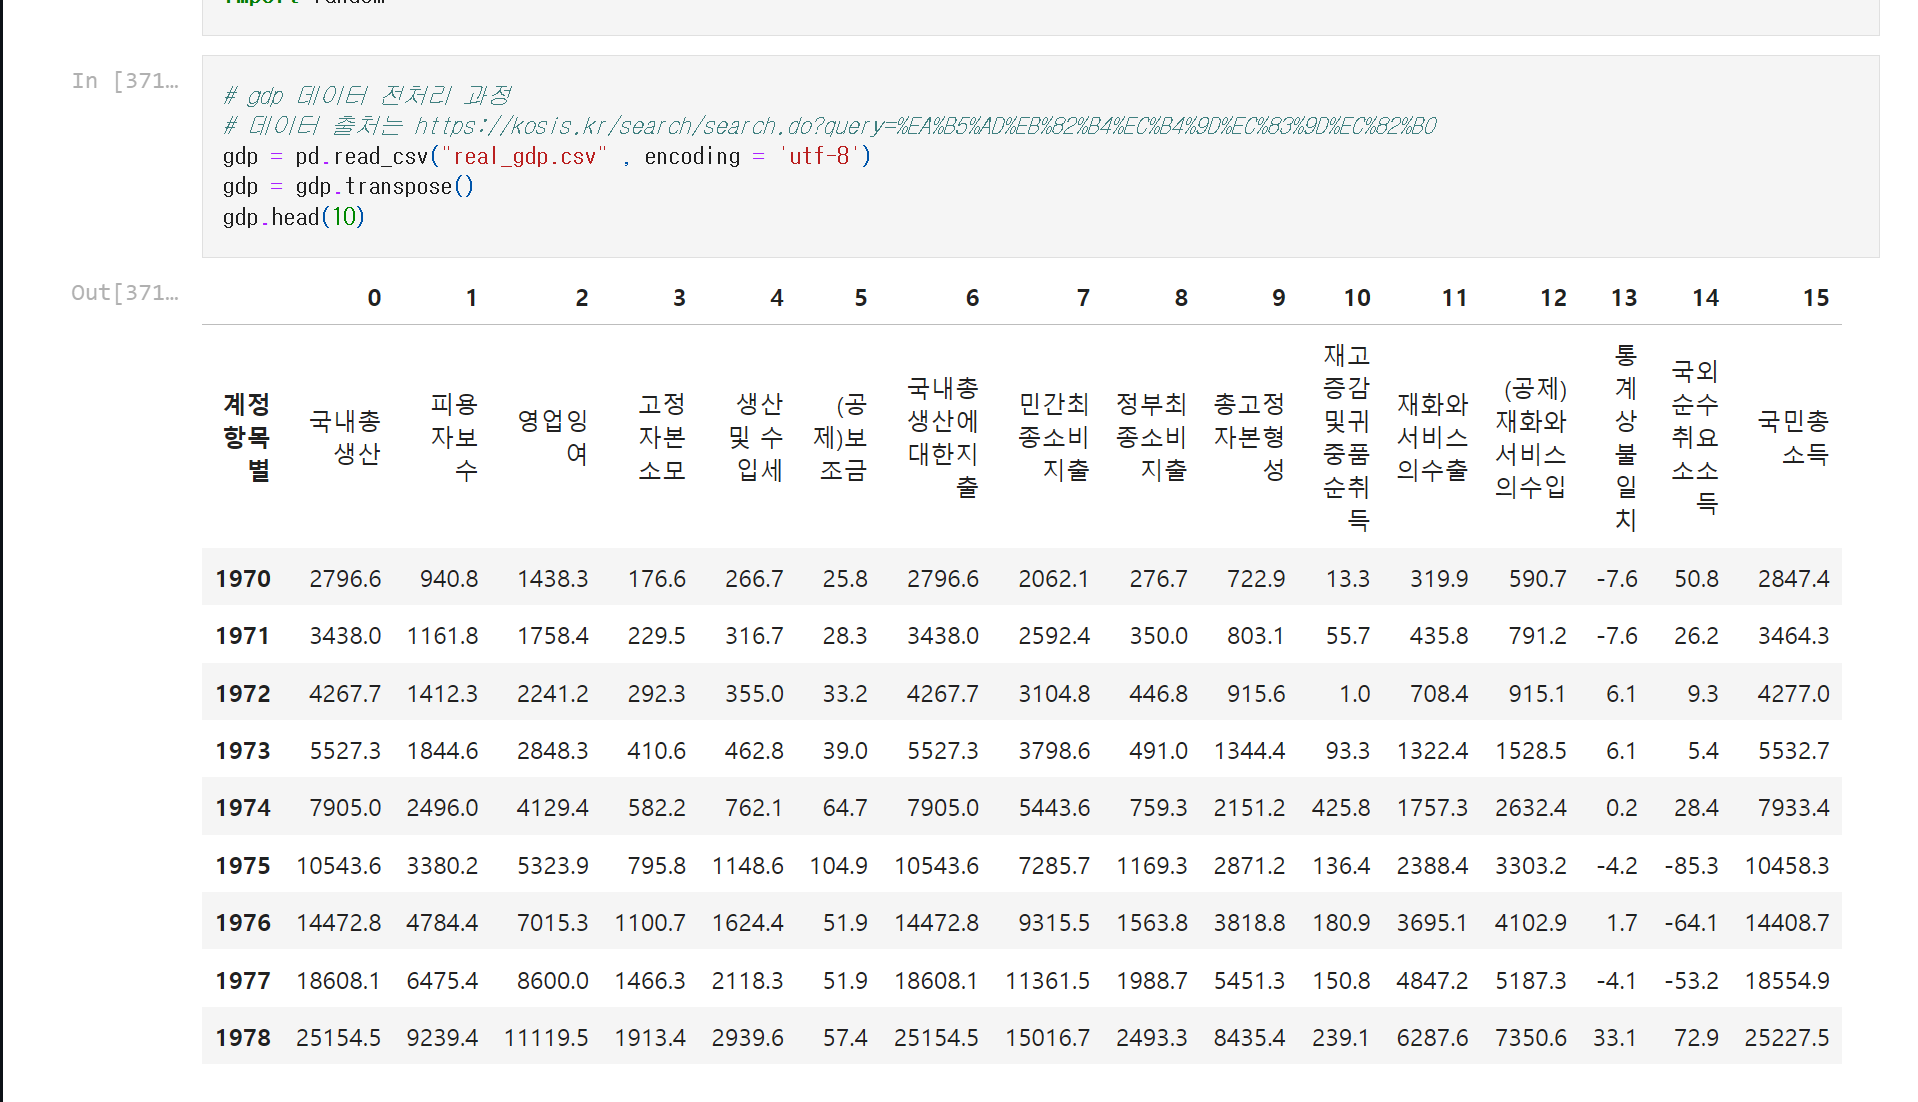 import random
In [371…
# gdp 데이터 전처리 과정
# 데이터 출처는 https://kosis.kr/search/search.do?query=%EA%B5%AD%EB%82%B4%EC%B4%9D%EC%83%9D%EC%82%B0
gdp = pd.read_csv("real_gdp.csv" , encoding = 'utf-8')
gdp = gdp.transpose()
gdp.head(10)
Out[371…
0 1 2 3 4 5 6 7 8 9 10 11 12 13 14 15
계정항목별 국내총생산 피용자보수 영업잉여 고정자본소모 생산 및 수입세 (공제)보조금 국내총생산에대한지출 민간최종소비지출 정부최종소비지출 총고정자본형성 재고증감및귀중품순취득 재화와서비스의수출 (공제)재화와서비스의수입 통계상불일치 국외순수취요소소득 국민총소득
1970 2796.6 940.8 1438.3 176.6 266.7 25.8 2796.6 2062.1 276.7 722.9 13.3 319.9 590.7 -7.6 50.8 2847.4
1971 3438.0 1161.8 1758.4 229.5 316.7 28.3 3438.0 2592.4 350.0 803.1 55.7 435.8 791.2 -7.6 26.2 3464.3
1972 4267.7 1412.3 2241.2 292.3 355.0 33.2 4267.7 3104.8 446.8 915.6 1.0 708.4 915.1 6.1 9.3 4277.0
1973 5527.3 1844.6 2848.3 410.6 462.8 39.0 5527.3 3798.6 491.0 1344.4 93.3 1322.4 1528.5 6.1 5.4 5532.7
1974 7905.0 2496.0 4129.4 582.2 762.1 64.7 7905.0 5443.6 759.3 2151.2 425.8 1757.3 2632.4 0.2 28.4 7933.4
1975 10543.6 3380.2 5323.9 795.8 1148.6 104.9 10543.6 7285.7 1169.3 2871.2 136.4 2388.4 3303.2 -4.2 -85.3 10458.3
1976 14472.8 4784.4 7015.3 1100.7 1624.4 51.9 14472.8 9315.5 1563.8 3818.8 180.9 3695.1 4102.9 1.7 -64.1 14408.7
1977 18608.1 6475.4 8600.0 1466.3 2118.3 51.9 18608.1 11361.5 1988.7 5451.3 150.8 4847.2 5187.3 -4.1 -53.2 18554.9
1978 25154.5 9239.4 11119.5 1913.4 2939.6 57.4 25154.5 15016.7 2493.3 8435.4 239.1 6287.6 7350.6 33.1 72.9 25227.5